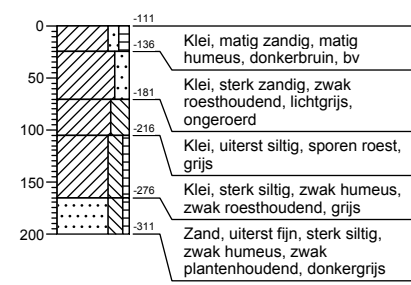 0
50
100
150
200
-111
-136
-181
-216
-276
-311
Klei, matig zandig, matig
humeus, donkerbruin, bv
Klei, sterk zandig, zwak
roesthoudend, lichtgrijs,
ongeroerd
Klei, uiterst siltig, sporen roest,
grijs
Klei, sterk siltig, zwak humeus,
zwak roesthoudend, grijs
Zand, uiterst fijn, sterk siltig,
zwak humeus, zwak
plantenhoudend, donkergrijs